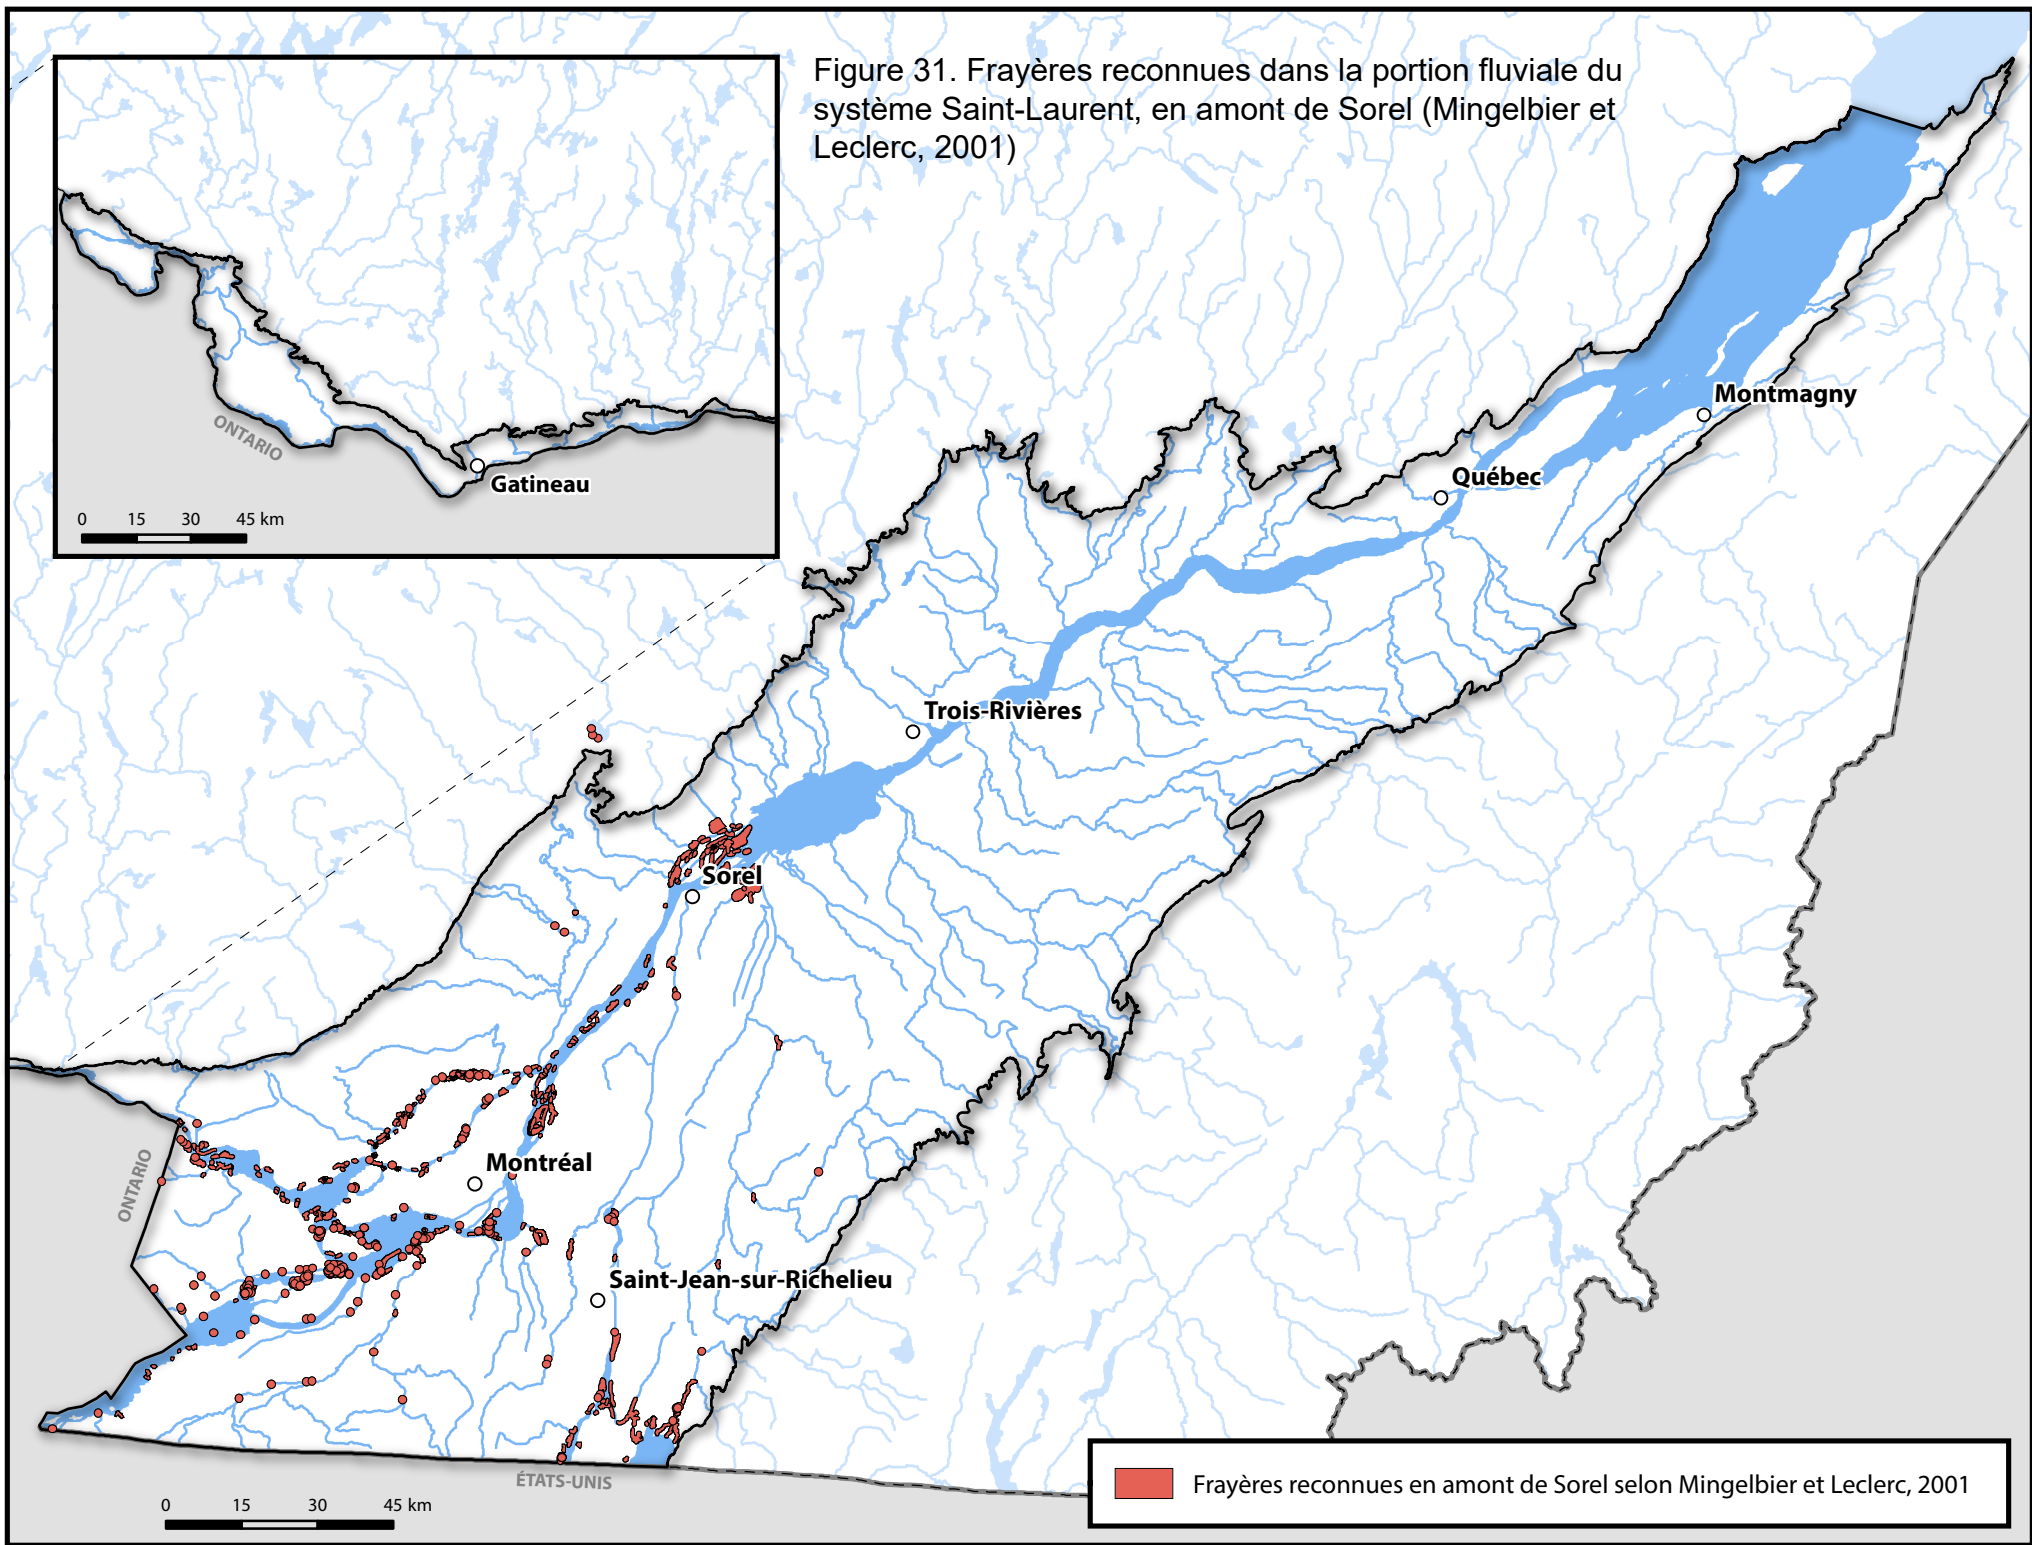 Figure 31. Frayères reconnues dans la portion fluviale du
système Saint-Laurent, en amont de Sorel (Mingelbier et
Leclerc, 2001)
ONTARIO
Gatineau
0 15 30 45 km
Montmagny
Québec
Trois-Rivières
Sorel
Montréal
ONTARIO
Saint-Jean-sur-Richelieu
ÉTATS-UNIS
0 15 30 45 km
Frayères reconnues en amont de Sorel selon Mingelbier et Leclerc, 2001